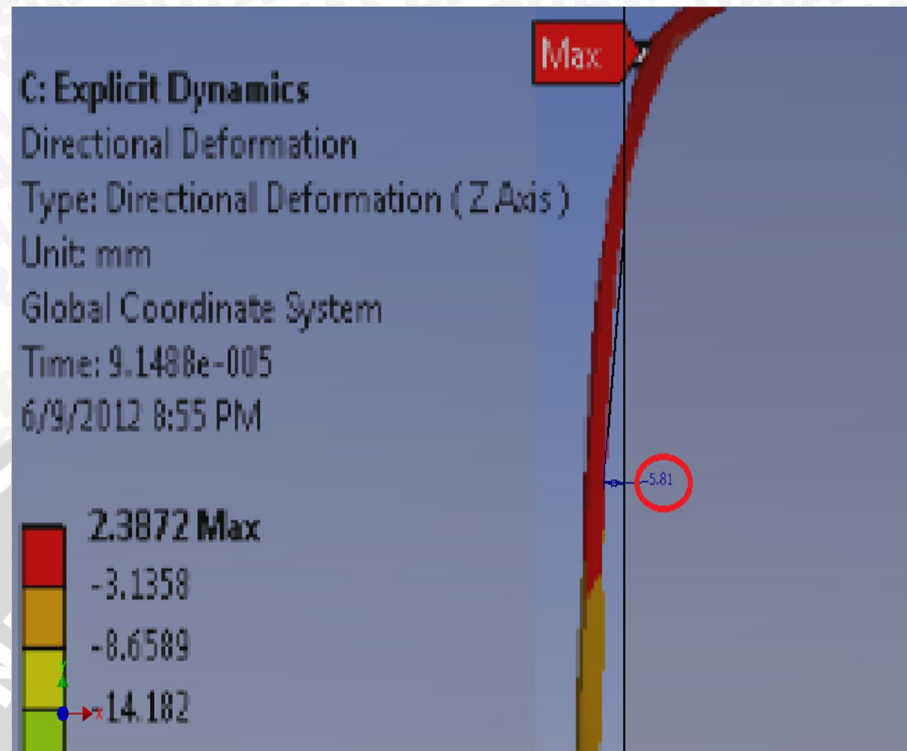 Max
C: Explicit Dynamics
Directional Deformation
Type: Directional Deformation ( Z Axis )
Unit: mm
Global Coordinate System
Time: 9.1488e-005
6/9/2012 8:55 PM
5.81
2.3872 Max
-3.1358
-8.6589
-14.182
Y
X